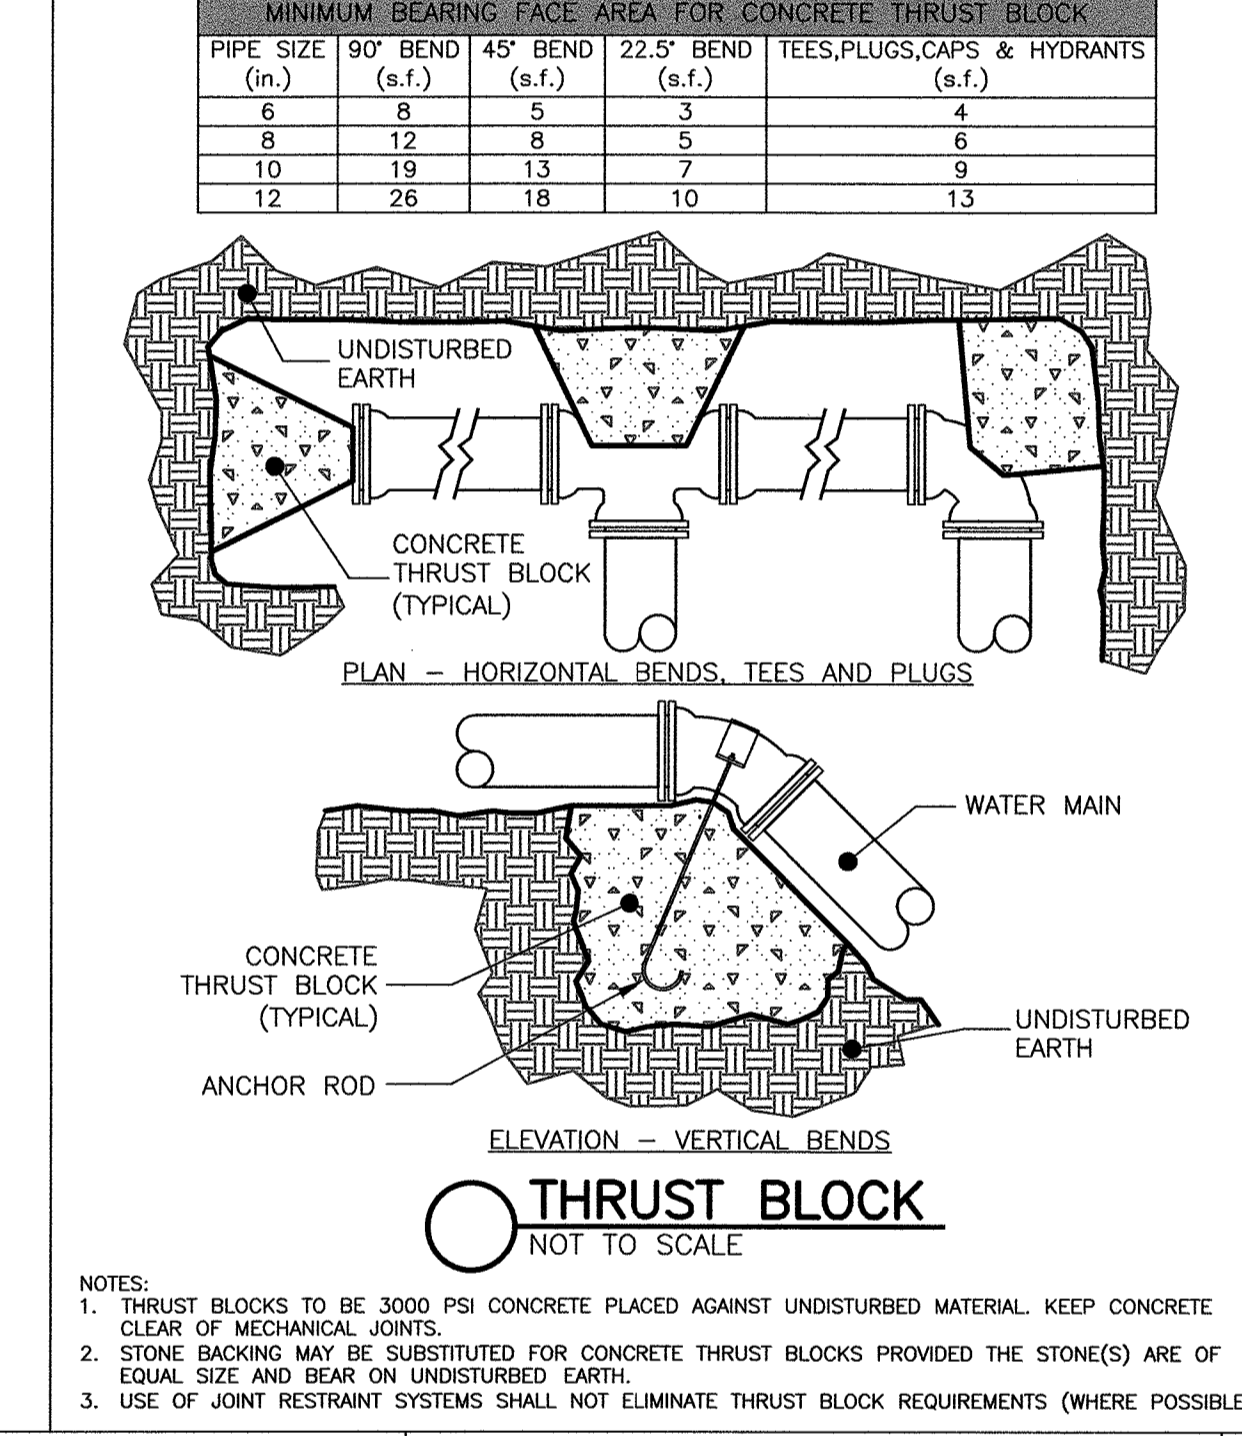 MINIMUM BEARING FACE AREA FOR CONCRETE THRUST BLOCK
PIPE SIZE (in.) 90° BEND (s.f.) 45° BEND (s.f.) 22.5° BEND (s.f.) TEES,PLUGS,CAPS & HYDRANTS (s.f.)
6 8 5 3 4
8 12 8 5 6
10 19 13 7 9
12 26 18 10 13
UNDISTURBED
EARTH
CONCRETE
THRUST BLOCK
(TYPICAL)
PLAN – HORIZONTAL BENDS, TEES AND PLUGS
WATER MAIN
CONCRETE
THRUST BLOCK
(TYPICAL)
UNDISTURBED
EARTH
ANCHOR ROD
ELEVATION – VERTICAL BENDS
THRUST BLOCK
NOT TO SCALE
NOTES:
1. THRUST BLOCKS TO BE 3000 PSI CONCRETE PLACED AGAINST UNDISTURBED MATERIAL. KEEP CONCRETE
CLEAR OF MECHANICAL JOINTS.
2. STONE BACKING MAY BE SUBSTITUTED FOR CONCRETE THRUST BLOCKS PROVIDED THE STONE(S) ARE OF
EQUAL SIZE AND BEAR ON UNDISTURBED EARTH.
3. USE OF JOINT RESTRAINT SYSTEMS SHALL NOT ELIMINATE THRUST BLOCK REQUIREMENTS (WHERE POSSIBLE